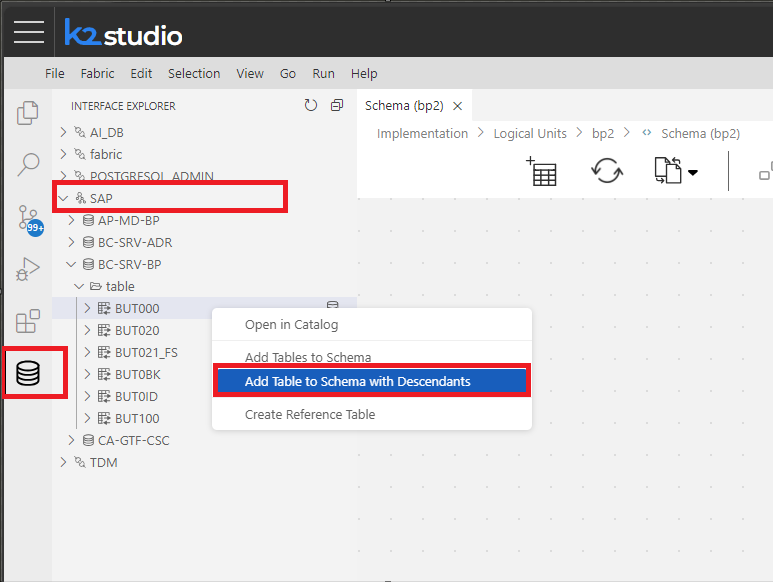 k2studio
File Fabric Edit Selection View Go Run Help
INTERFACE EXPLORER
Schema (bp2)
Implementation > Logical Units > bp2 > Schema (bp2)
AI_DB
fabric
POSTGRESQL_ADMIN
SAP
AP-MD-BP
BC-SRV-ADR
99+
BC-SRV-BP
table
BUT000
BUT020
BUT021_FS
BUT0BK
BUT0ID
BUT100
CA-GTF-CSC
TDM
Open in Catalog
Add Tables to Schema
Add Table to Schema with Descendants
Create Reference Table